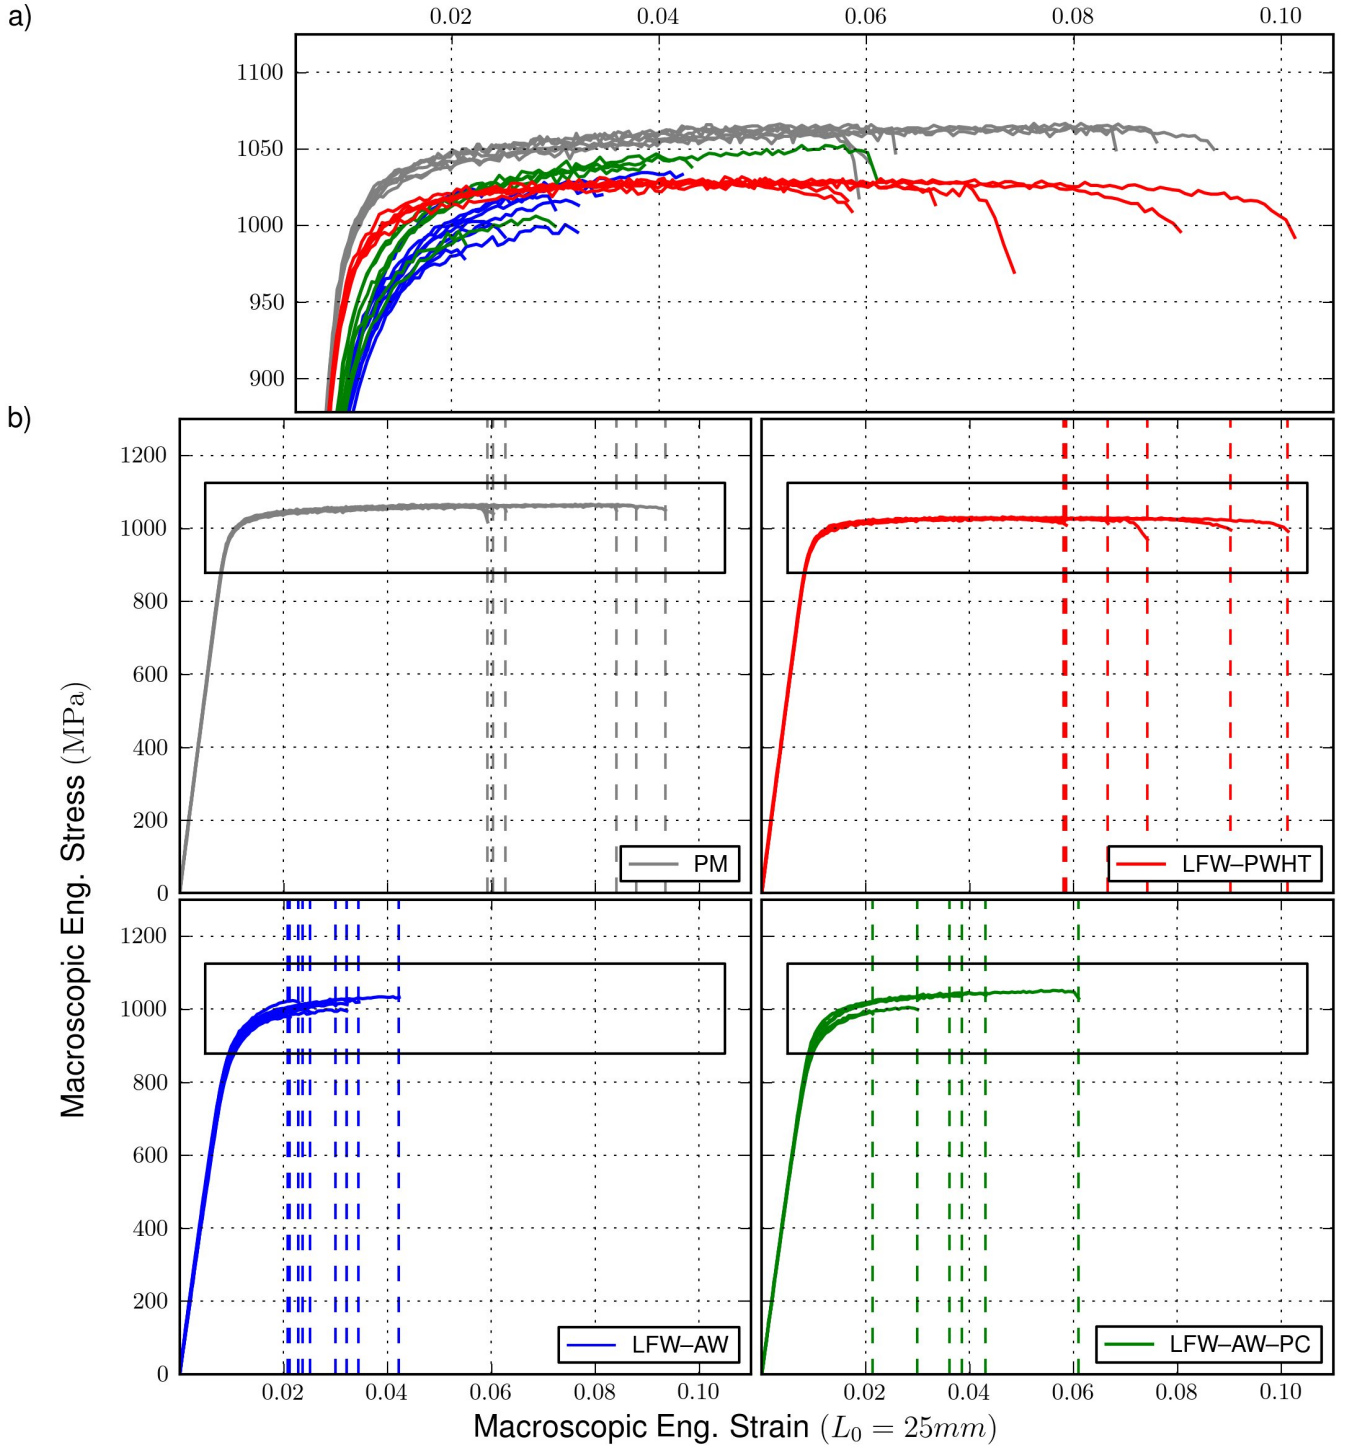 a)
0.02 0.04 0.06 0.08 0.10
1100
1050
1000
950
900
b)
1200
1000
800
600
400
200
0
PM
LFW–PWHT
1200
1000
800
600
400
200
0
LFW–AW
LFW–AW–PC
0.02 0.04 0.06 0.08 0.10
0.02 0.04 0.06 0.08 0.10
Macroscopic Eng. Stress (MPa)
Macroscopic Eng. Strain (L₀ = 25mm)